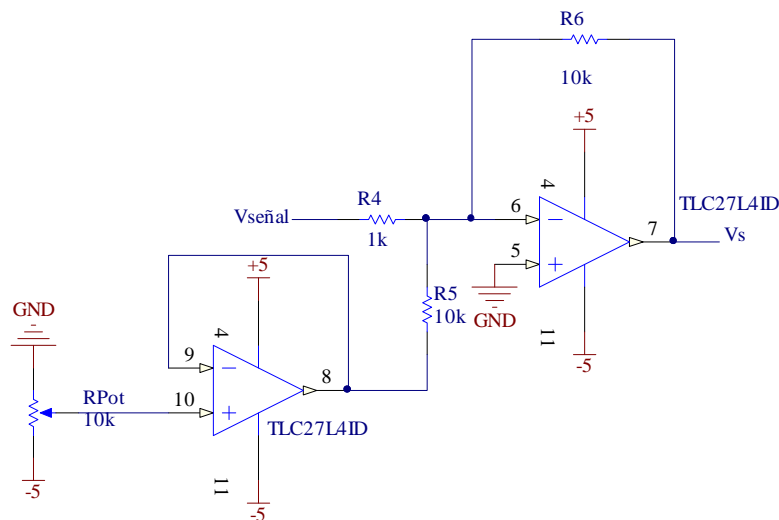 R6
10k
+5
4
TLC27L4ID
R4
Vseñal
6
7
1k
Vs
5
+5
R5
10k
GND
GND
4
11
9
8
-5
RPot
10
10k
TLC27L4ID
11
-5
-5